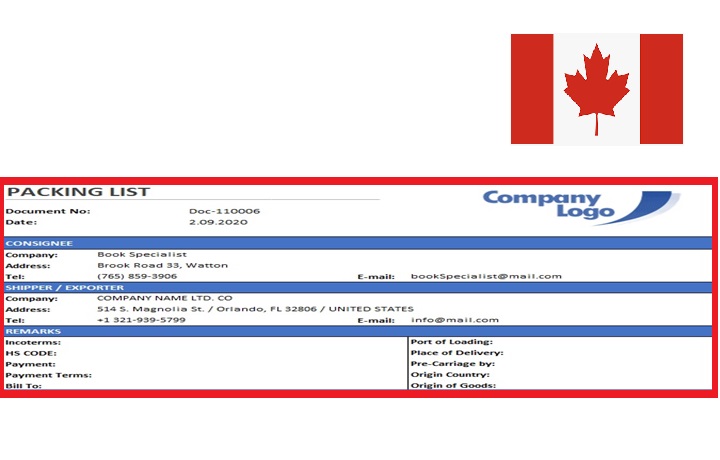 PACKING LIST
Company Logo
Document No: Doc-110006
Date: 2.09.2020
CONSIGNEE
Company: Book Specialist
Address: Brook Road 33, Watton
Tel: (765) 859-3906 E-mail: bookSpecialist@mail.com
SHIPPER / EXPORTER
Company: COMPANY NAME LTD. CO
Address: 514 S. Magnolia St. / Orlando, FL 32806 / UNITED STATES
Tel: +1 321-939-5799 E-mail: info@mail.com
REMARKS
Incoterms: Port of Loading:
HS CODE: Place of Delivery:
Payment: Pre-Carriage by:
Payment Terms: Origin Country:
Bill To: Origin of Goods: